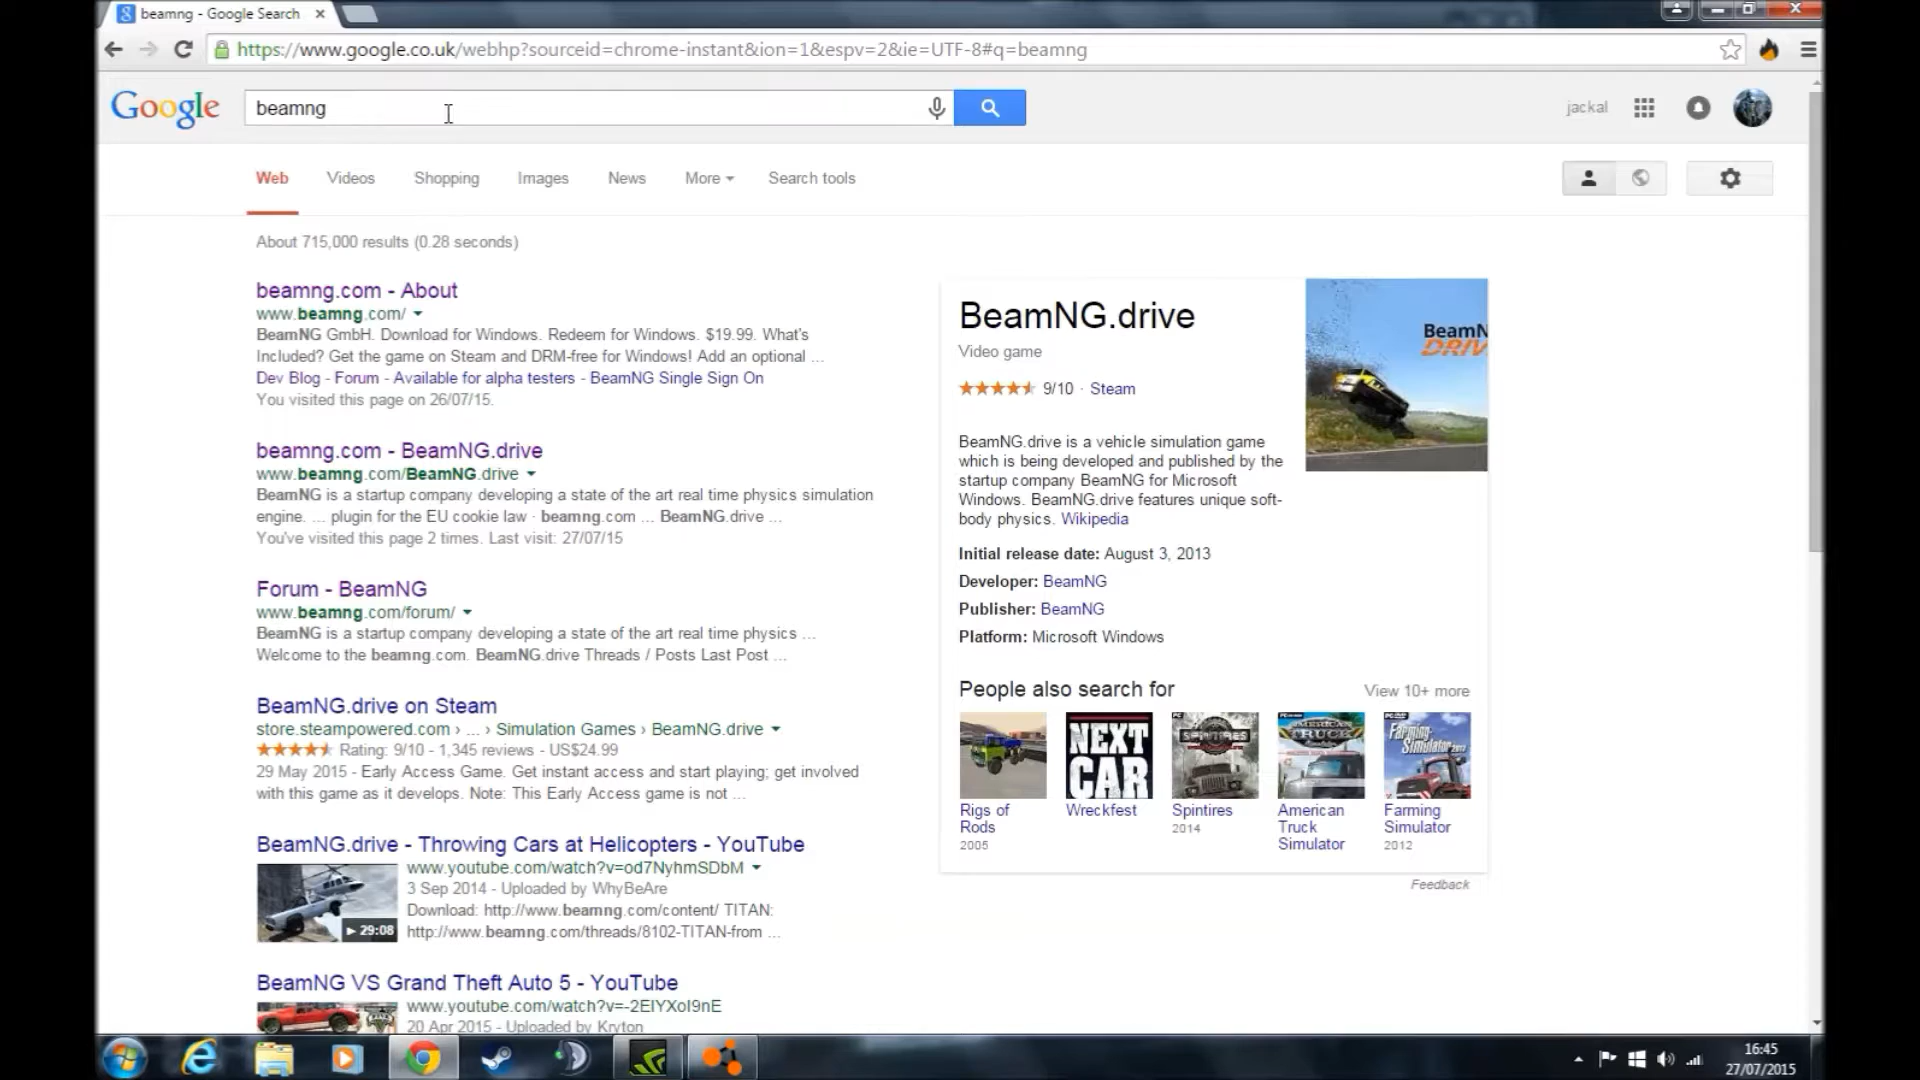 beamng - Google Search
https://www.google.co.uk/webhp?sourceid=chrome-instant&ion=1&espv=2&ie=UTF-8#q=beamng
Google
beamng
jackal
Web Videos Shopping Images News More Search tools
About 715,000 results (0.28 seconds)
beamng.com - About
www.beamng.com/
BeamNG GmbH. Download for Windows. Redeem for Windows. $19.99. What's
Included? Get the game on Steam and DRM-free for Windows! Add an optional ...
Dev Blog - Forum - Available for alpha testers - BeamNG Single Sign On
You visited this page on 26/07/15.
beamng.com - BeamNG.drive
www.beamng.com/BeamNG.drive
BeamNG is a startup company developing a state of the art real time physics simulation
engine. ... plugin for the EU cookie law · beamng.com ... BeamNG.drive ...
You've visited this page 2 times. Last visit: 27/07/15
Forum - BeamNG
www.beamng.com/forum/
BeamNG is a startup company developing a state of the art real time physics ...
Welcome to the beamng.com. BeamNG.drive Threads / Posts Last Post ...
BeamNG.drive on Steam
store.steampowered.com › ... › Simulation Games › BeamNG.drive
Rating: 9/10 - 1,345 reviews - US$24.99
29 May 2015 - Early Access Game. Get instant access and start playing; get involved
with this game as it develops. Note: This Early Access game is not ...
BeamNG.drive - Throwing Cars at Helicopters - YouTube
www.youtube.com/watch?v=od7NyhmSDbM
3 Sep 2014 - Uploaded by WhyBeAre
Download: http://www.beamng.com/content/ TITAN:
http://www.beamng.com/threads/8102-TITAN-from ...
29:08
BeamNG VS Grand Theft Auto 5 - YouTube
www.youtube.com/watch?v=-2EIYXoI9nE
20 Apr 2015 - Uploaded by Kryton
BeamNG.drive
Video game
9/10 · Steam
BeamN
DRIV
BeamNG.drive is a vehicle simulation game
which is being developed and published by the
startup company BeamNG for Microsoft
Windows. BeamNG.drive features unique soft-
body physics. Wikipedia
Initial release date: August 3, 2013
Developer: BeamNG
Publisher: BeamNG
Platform: Microsoft Windows
People also search for
View 10+ more
NEXT
CAR
SPINTIRES
AMERICAN
TRUCK
Farming
Simulator
Rigs of
Rods
2005
Wreckfest
Spintires
2014
American
Truck
Simulator
Farming
Simulator
2012
Feedback
16:45
27/07/2015